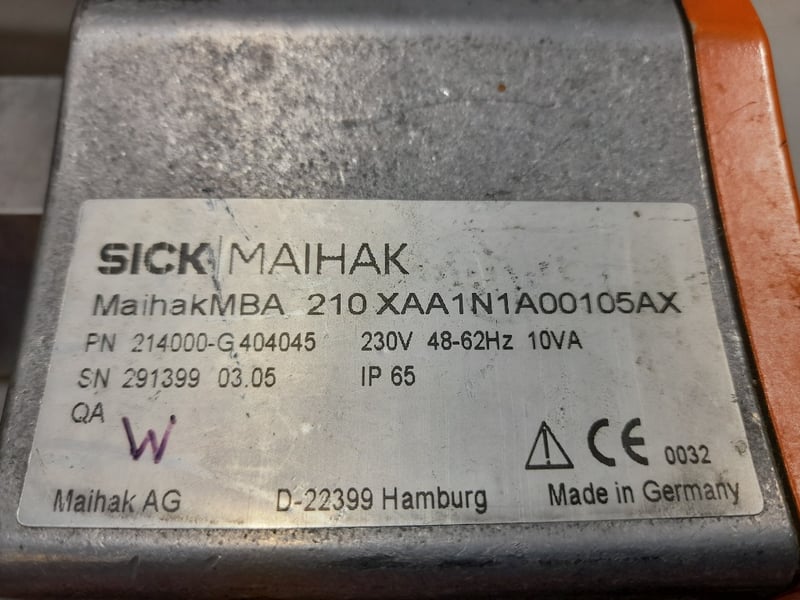 SICK MAIHAK
MaihakMBA 210 XAA1N1A00105AX
PN 214000-G404045 230V 48-62Hz 10VA
SN 291399 03.05 IP 65
QA W
CE 0032
Maihak AG D-22399 Hamburg Made in Germany